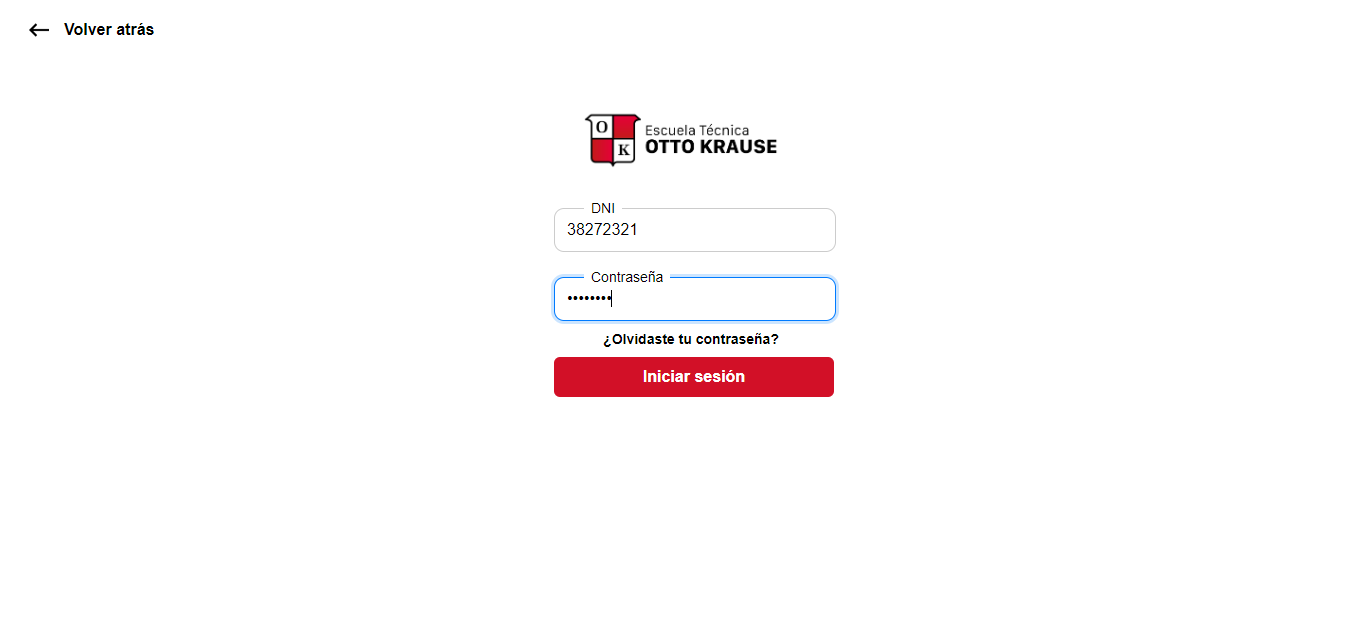 Volver atrás
O
K
Escuela Técnica
OTTO KRAUSE
DNI
38272321
Contraseña
••••••••
¿Olvidaste tu contraseña?
Iniciar sesión